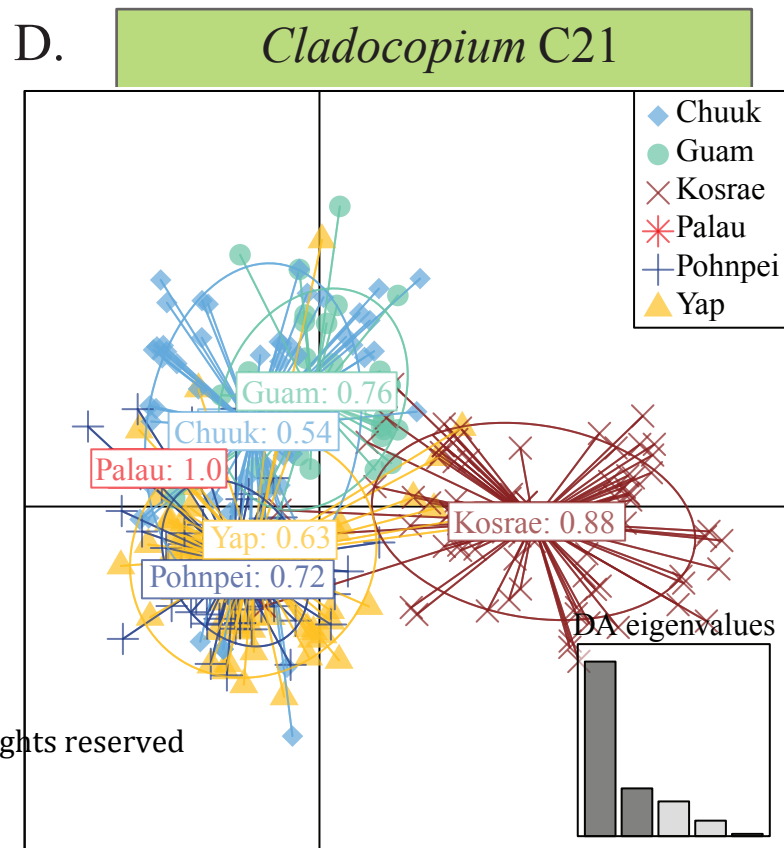 D.
Cladocopium C21
Chuuk
Guam
Kosrae
Palau
Pohnpei
Yap
Guam: 0.76
Chuuk: 0.54
Palau: 1.0
Kosrae: 0.88
Yap: 0.63
Pohnpei: 0.72
DA eigenvalues
ghts reserved